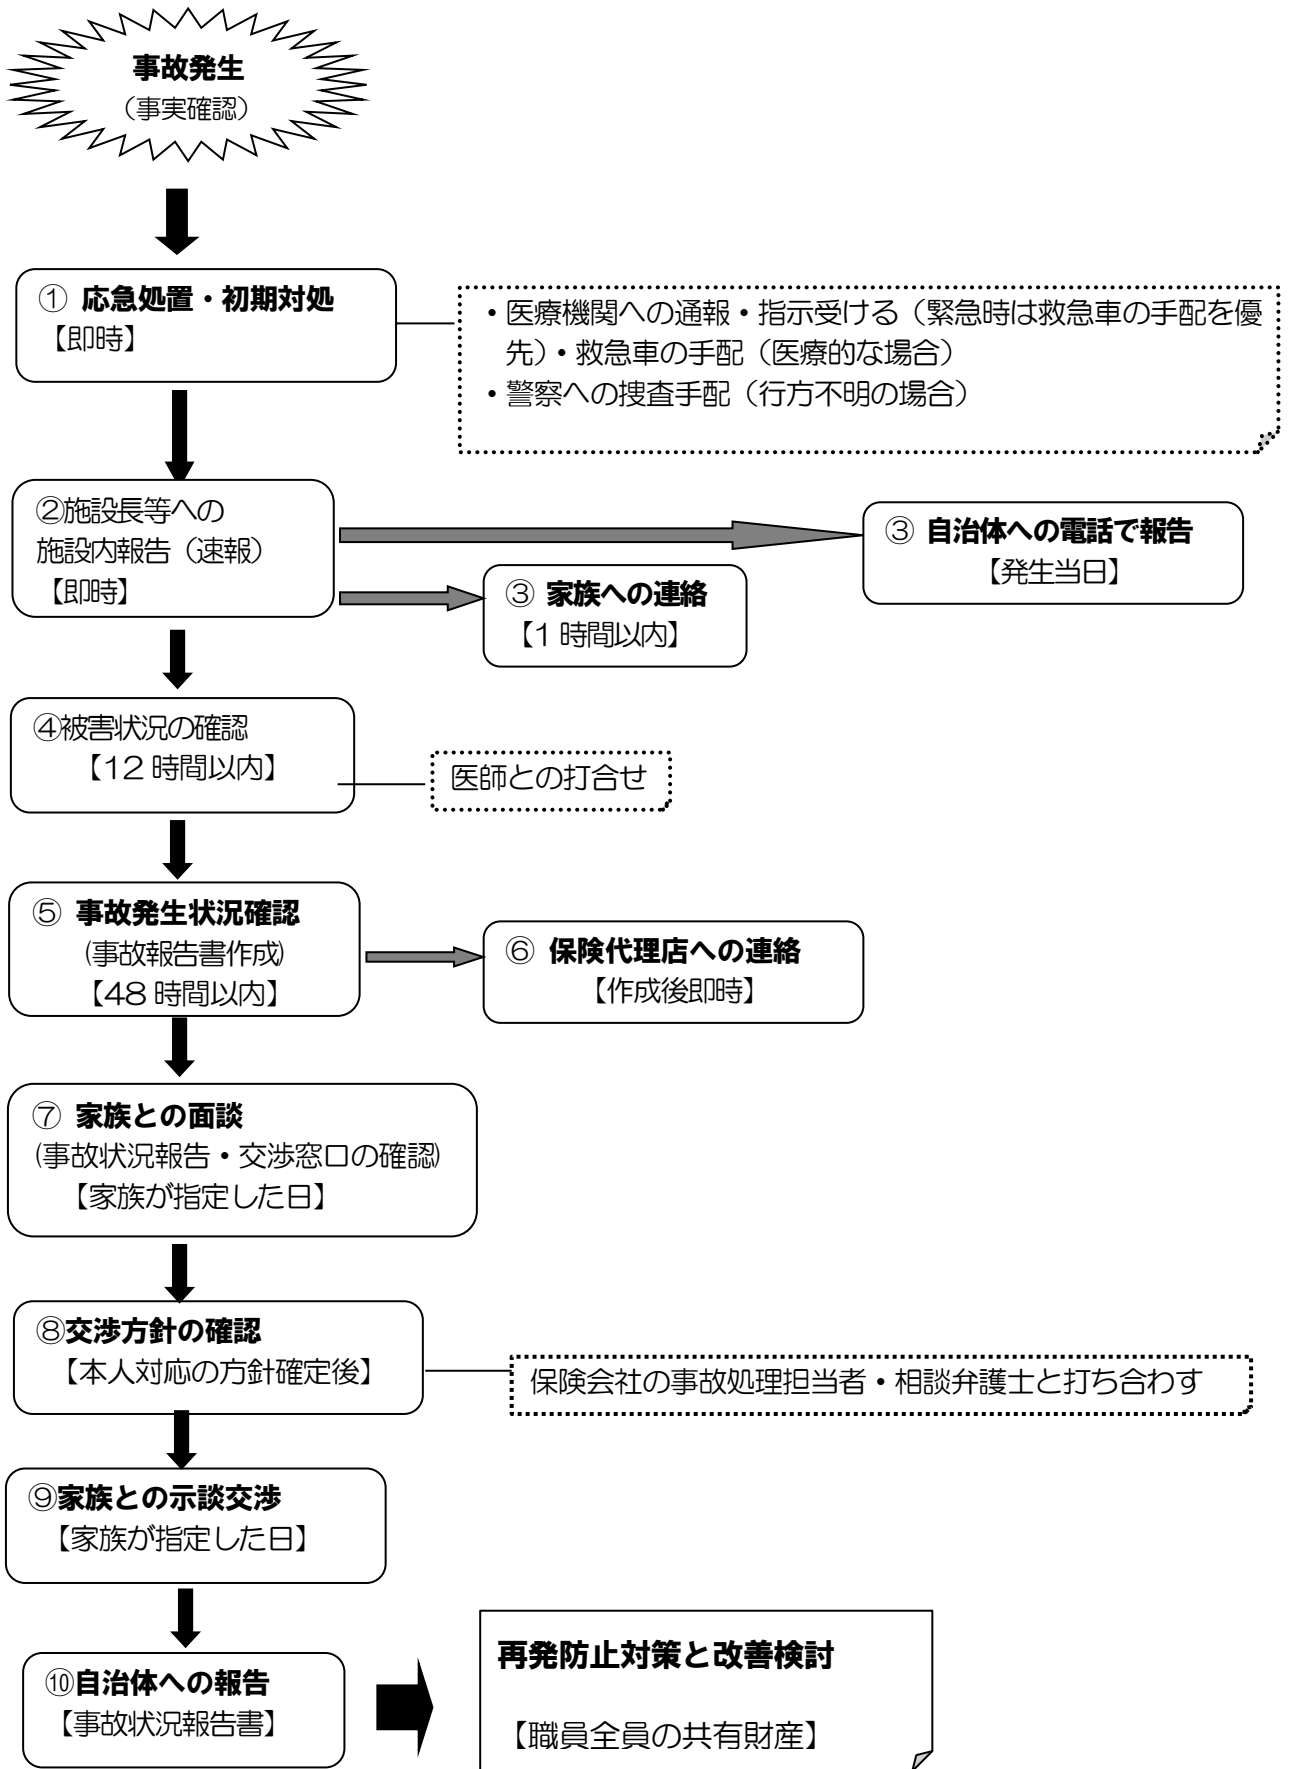 事故発生
（事実確認）
① 応急処置・初期対処
【即時】
・医療機関への通報・指示受ける（緊急時は救急車の手配を優
先）・救急車の手配（医療的な場合）
・警察への捜査手配（行方不明の場合）
②施設長等への
施設内報告（速報）
【即時】
③ 自治体への電話で報告
【発生当日】
③ 家族への連絡
【1 時間以内】
④被害状況の確認
【12 時間以内】
医師との打合せ
⑤ 事故発生状況確認
(事故報告書作成)
【48 時間以内】
⑥ 保険代理店への連絡
【作成後即時】
⑦ 家族との面談
(事故状況報告・交渉窓口の確認)
【家族が指定した日】
⑧交渉方針の確認
【本人対応の方針確定後】
保険会社の事故処理担当者・相談弁護士と打ち合わす
⑨家族との示談交渉
【家族が指定した日】
⑩自治体への報告
【事故状況報告書】
再発防止対策と改善検討
【職員全員の共有財産】